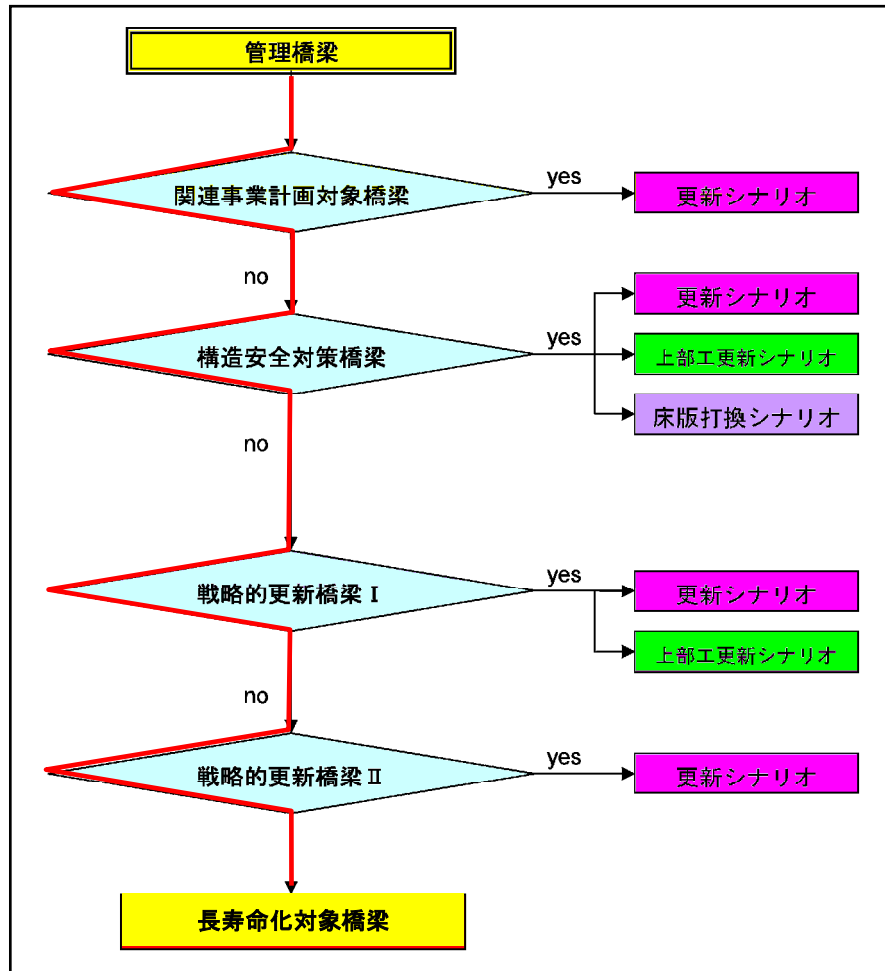 管理橋梁
関連事業計画対象橋梁
yes
更新シナリオ
no
構造安全対策橋梁
yes
更新シナリオ
上部工更新シナリオ
床版打換シナリオ
no
戦略的更新橋梁Ⅰ
yes
更新シナリオ
上部工更新シナリオ
no
戦略的更新橋梁Ⅱ
yes
更新シナリオ
長寿命化対象橋梁